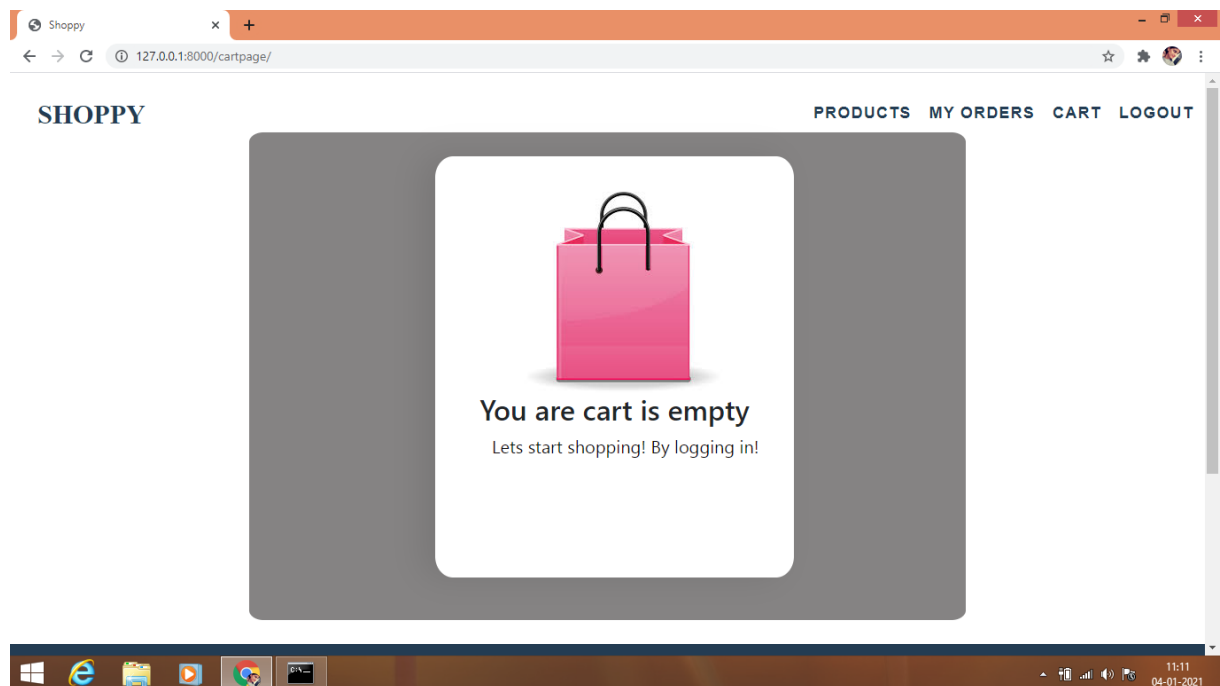 Shoppy
127.0.0.1:8000/cartpage/
SHOPPY
PRODUCTS MY ORDERS CART LOGOUT
You are cart is empty
Lets start shopping! By logging in!
C:\_
11:11
04-01-2021